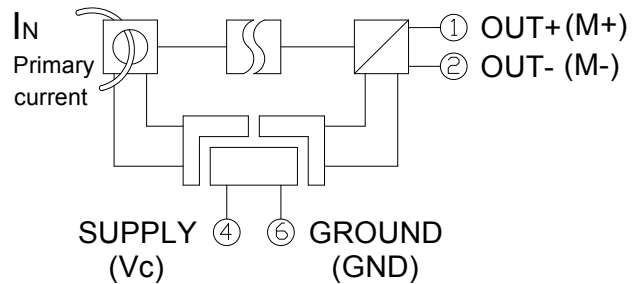 IN
Primary
current
1 OUT+ (M+)
2 OUT- (M-)
SUPPLY 4 6 GROUND
(Vc) (GND)